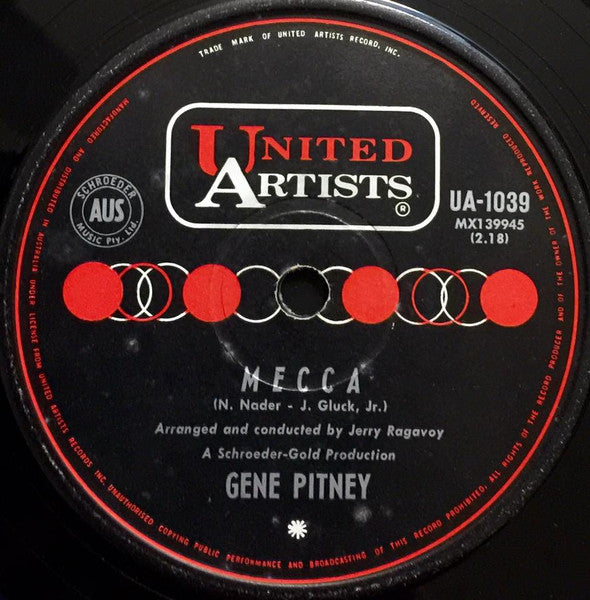 TRADE MARK OF UNITED ARTISTS RECORD, INC.
UNITED
ARTISTS
®
SCHROEDER
AUS
MUSIC Pty. Ltd.
UA-1039
MX139945
(2.18)
MECCA
(N. Nader - J. Gluck, Jr.)
Arranged and conducted by Jerry Ragavoy
A Schroeder-Gold Production
GENE PITNEY
MANUFACTURED AND DISTRIBUTED IN AUSTRALIA UNDER LICENSE FROM UNITED ARTISTS RECORDS INC. UNAUTHORISED COPYING PUBLIC PERFORMANCE AND BROADCASTING OF THIS RECORD PROHIBITED. ALL RIGHTS OF THE RECORD PRODUCER AND OF THE OWNER OF THE WORK REPRODUCED RESERVED